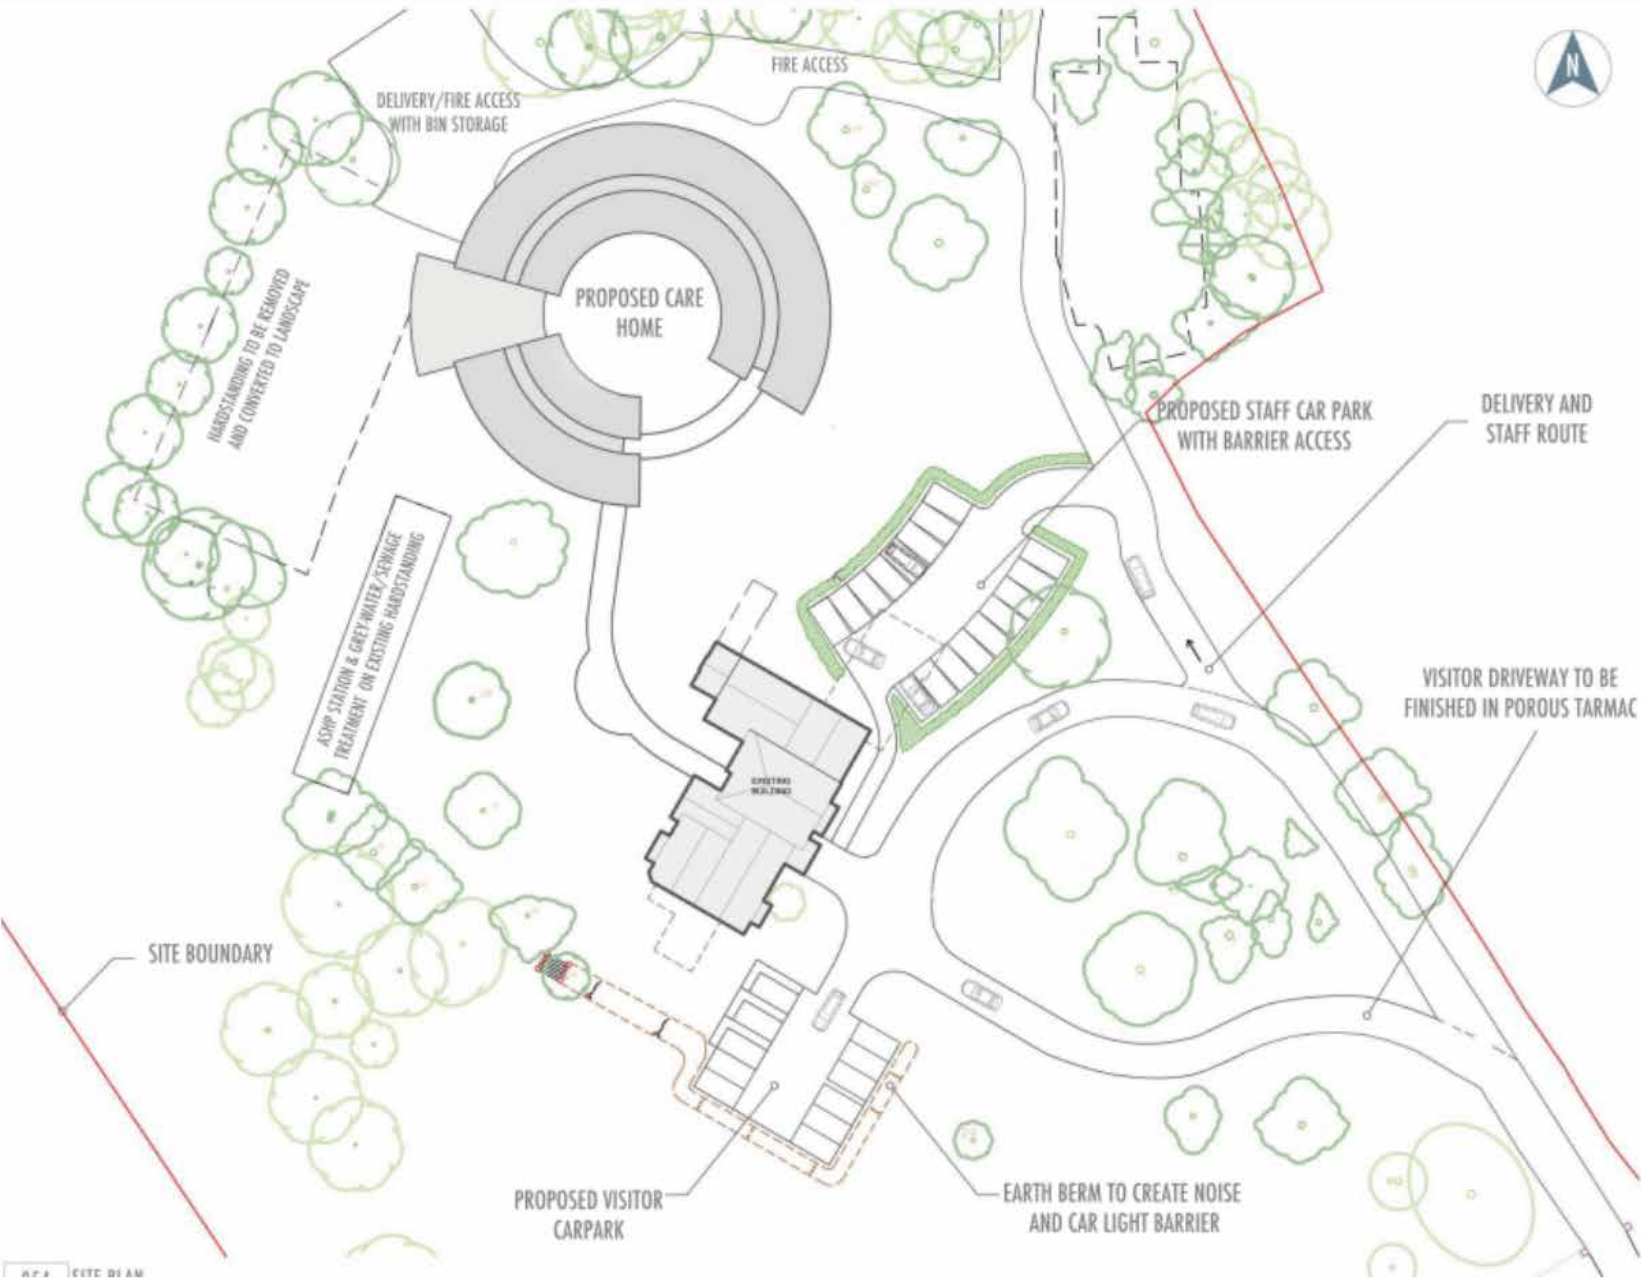 FIRE ACCESS
N
DELIVERY/FIRE ACCESS
WITH BIN STORAGE
PROPOSED CARE
HOME
HARDSTANDING TO BE REMOVED
AND CONVERTED TO LANDSCAPE
PROPOSED STAFF CAR PARK
WITH BARRIER ACCESS
DELIVERY AND
STAFF ROUTE
ASHP STATION & GREY-WATER/SEWAGE
TREATMENT ON EXISTING HARDSTANDING
VISITOR DRIVEWAY TO BE
FINISHED IN POROUS TARMAC
EXISTING
BUILDING
SITE BOUNDARY
PROPOSED VISITOR
CARPARK
EARTH BERM TO CREATE NOISE
AND CAR LIGHT BARRIER
SITE PLAN